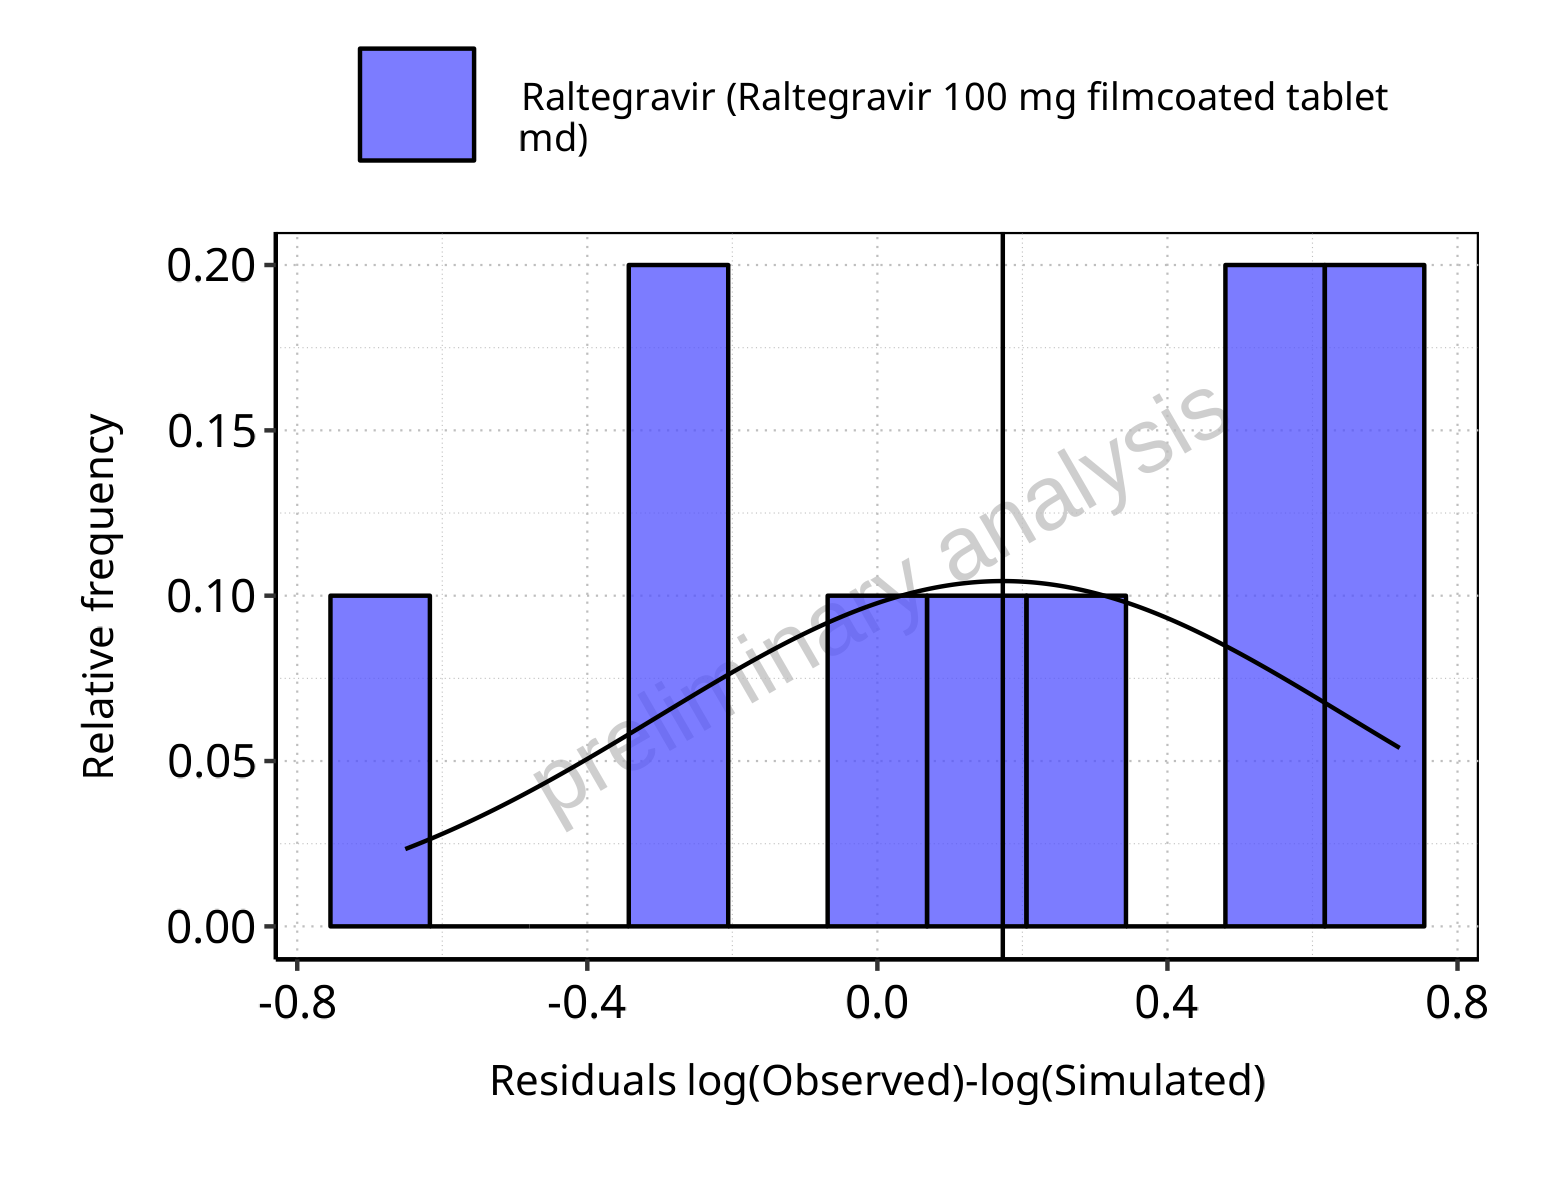 Raltegravir (Raltegravir 100 mg filmcoated tablet
md)
0.20
0.15
0.10
0.05
0.00
Relative frequency
preliminary analysis
-0.8
-0.4
0.0
0.4
0.8
Residuals log(Observed)-log(Simulated)